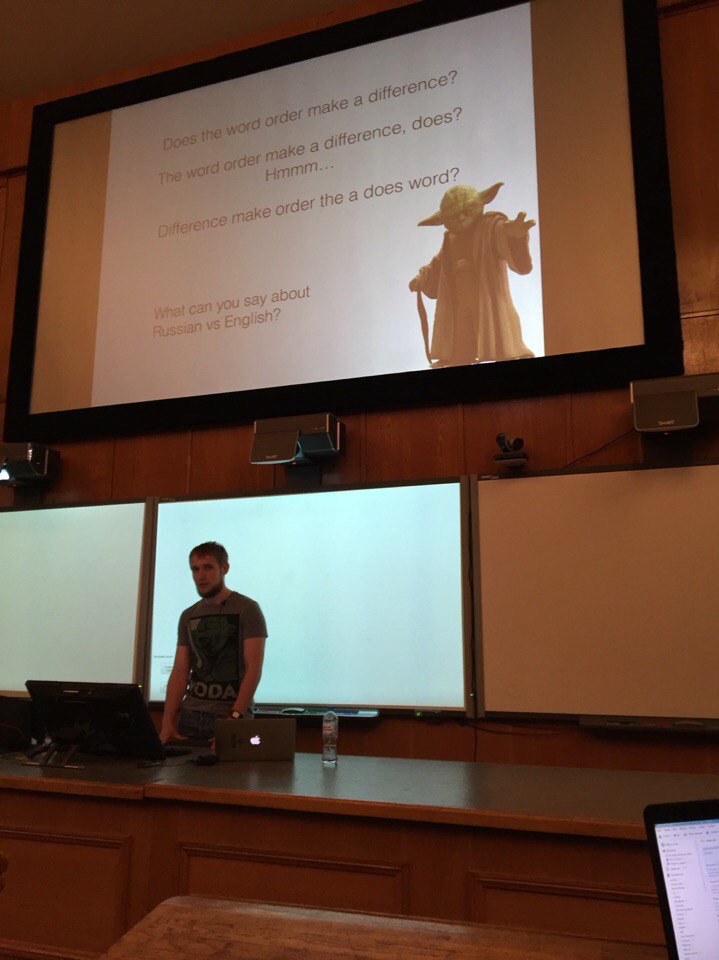 Does the word order make a difference?
The word order make a difference, does?
Hmmm...
Difference make order the a does word?
What can you say about
Russian vs English?
SMART
ODA